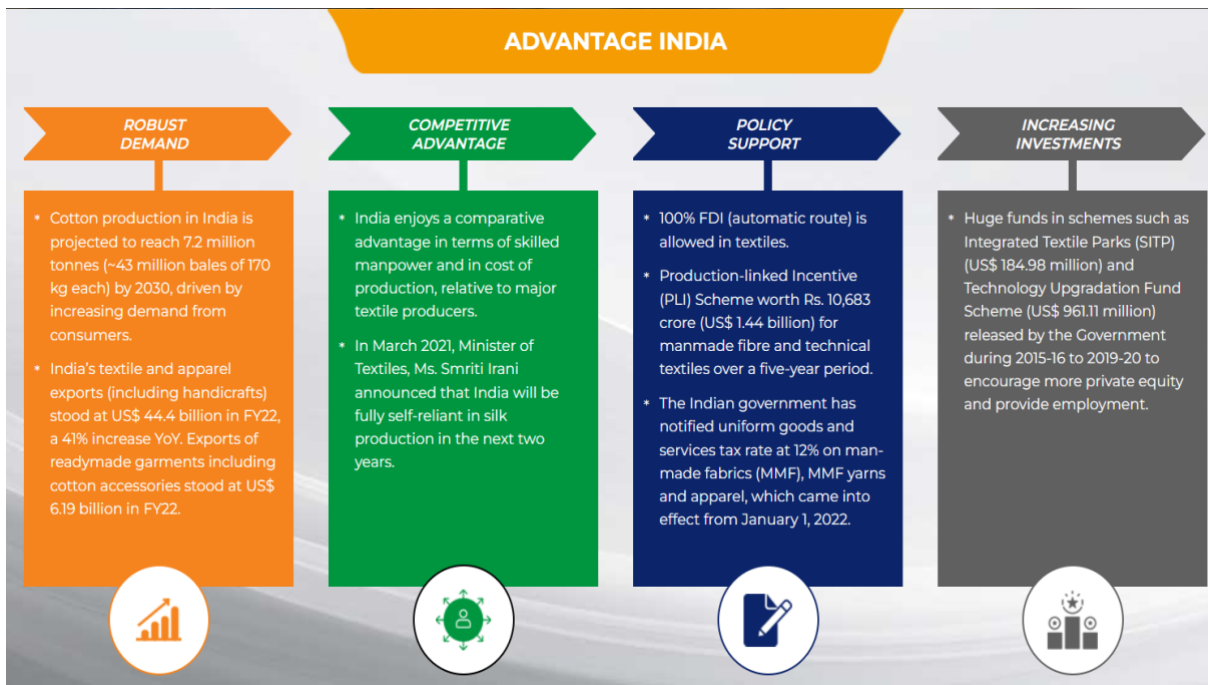 ADVANTAGE INDIA
ROBUST
DEMAND
* Cotton production in India is
projected to reach 7.2 million
tonnes (~43 million bales of 170
kg each) by 2030, driven by
increasing demand from
consumers.
* India's textile and apparel
exports (including handicrafts)
stood at US$ 44.4 billion in FY22,
a 41% increase YoY. Exports of
readymade garments including
cotton accessories stood at US$
6.19 billion in FY22.
COMPETITIVE
ADVANTAGE
* India enjoys a comparative
advantage in terms of skilled
manpower and in cost of
production, relative to major
textile producers.
* In March 2021, Minister of
Textiles, Ms. Smriti Irani
announced that India will be
fully self-reliant in silk
production in the next two
years.
POLICY
SUPPORT
* 100% FDI (automatic route) is
allowed in textiles.
* Production-linked Incentive
(PLI) Scheme worth Rs. 10,683
crore (US$ 1.44 billion) for
manmade fibre and technical
textiles over a five-year period.
* The Indian government has
notified uniform goods and
services tax rate at 12% on man-
made fabrics (MMF), MMF yarns
and apparel, which came into
effect from January 1, 2022.
INCREASING
INVESTMENTS
* Huge funds in schemes such as
Integrated Textile Parks (SITP)
(US$ 184.98 million) and
Technology Upgradation Fund
Scheme (US$ 961.11 million)
released by the Government
during 2015-16 to 2019-20 to
encourage more private equity
and provide employment.